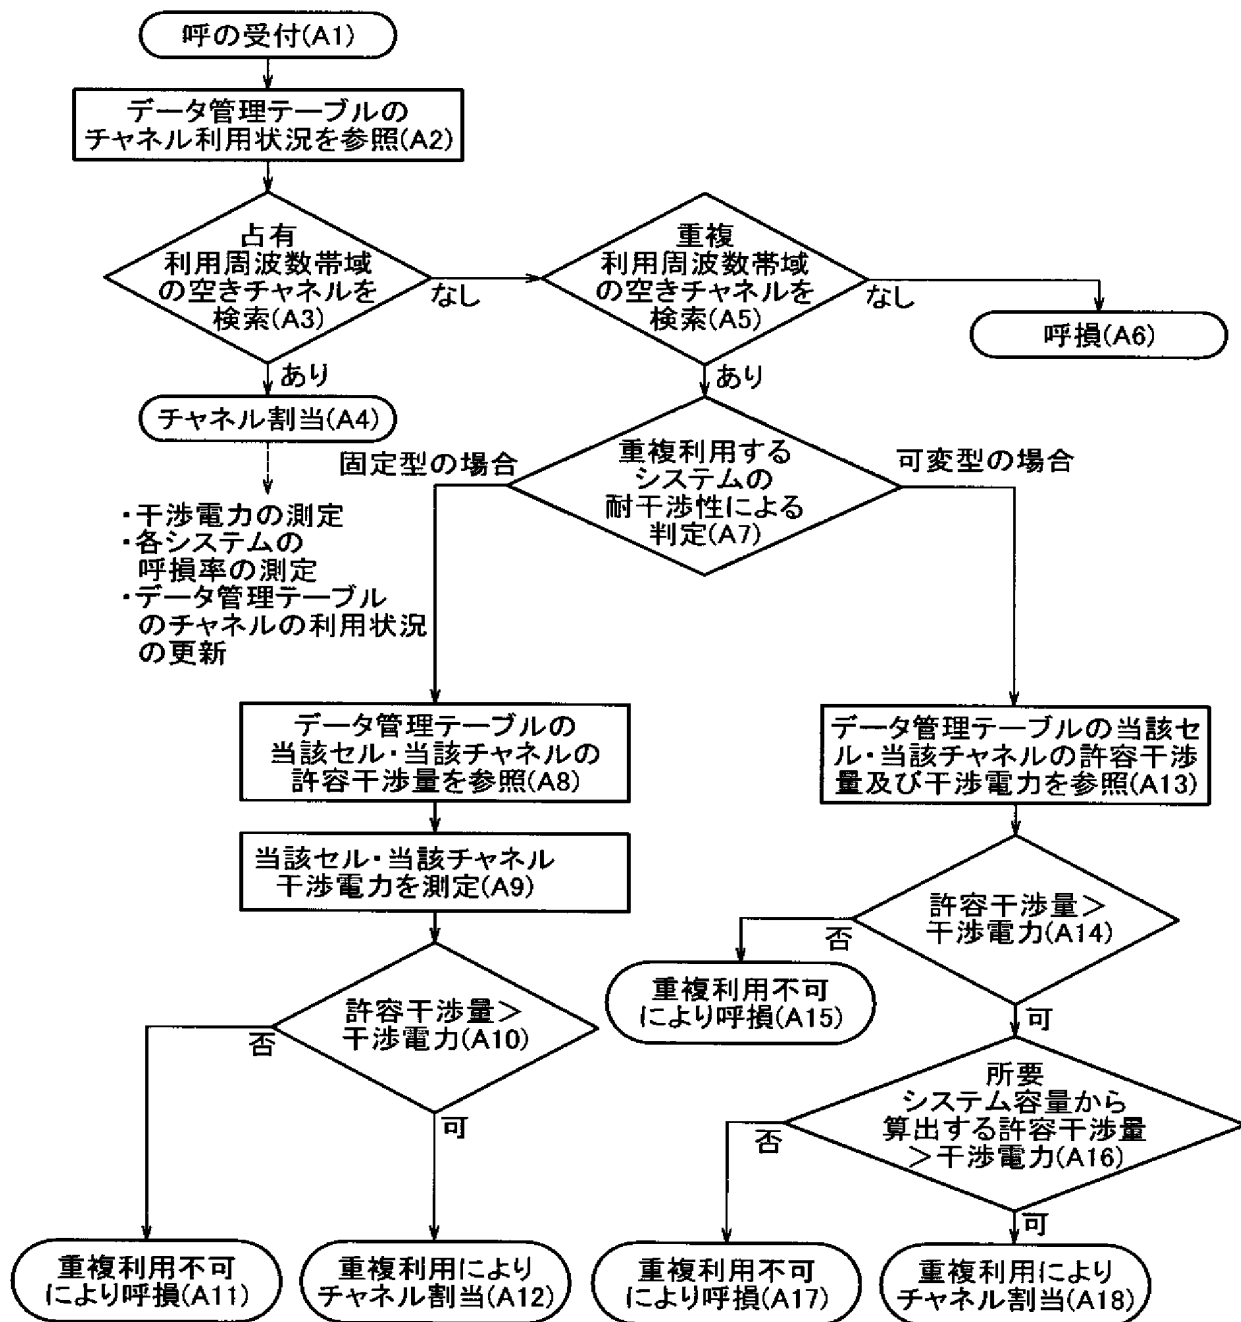 呼の受付(A1)
データ管理テーブルの
チャネル利用状況を参照(A2)
占有
利用周波数帯域
の空きチャネルを
検索(A3)
なし
重複
利用周波数帯域
の空きチャネルを
検索(A5)
なし
呼損(A6)
あり
チャネル割当(A4)
・干渉電力の測定
・各システムの
呼損率の測定
・データ管理テーブル
のチャネルの利用状況
の更新
あり
重複利用する
システムの
耐干渉性による
判定(A7)
固定型の場合
可変型の場合
データ管理テーブルの
当該セル・当該チャネルの
許容干渉量を参照(A8)
当該セル・当該チャネル
干渉電力を測定(A9)
許容干渉量>
干渉電力(A10)
否
可
重複利用不可
により呼損(A11)
重複利用により
チャネル割当(A12)
データ管理テーブルの当該セ
ル・当該チャネルの許容干渉
量及び干渉電力を参照(A13)
許容干渉量>
干渉電力(A14)
否
重複利用不可
により呼損(A15)
可
所要
システム容量から
算出する許容干渉量
>干渉電力(A16)
否
可
重複利用不可
により呼損(A17)
重複利用により
チャネル割当(A18)